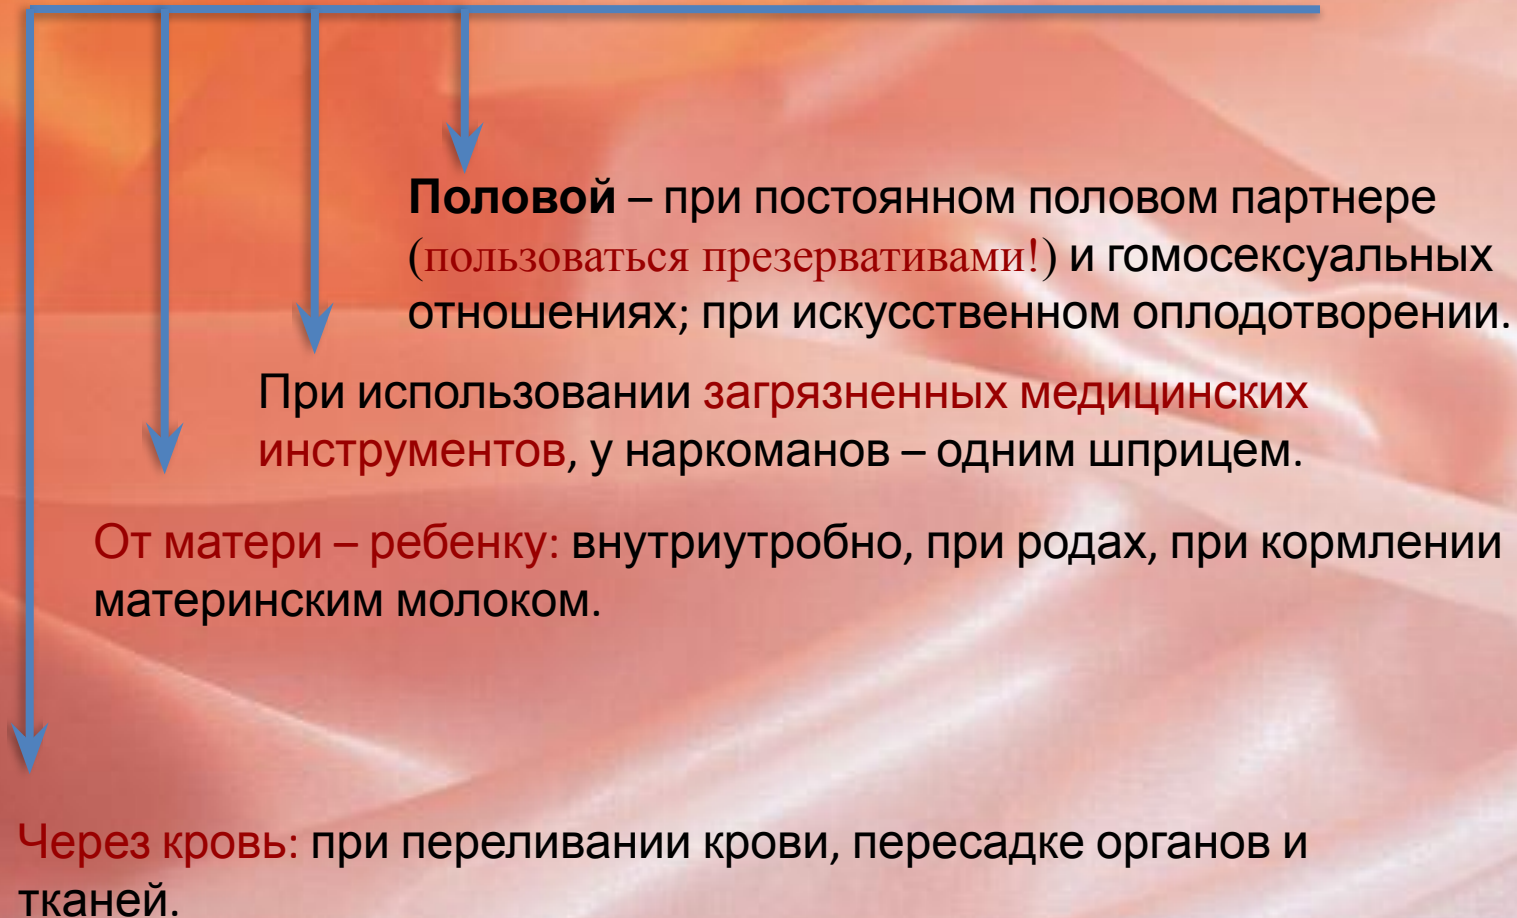 Половой – при постоянном половом партнере
(пользоваться презервативами!) и гомосексуальных
отношениях; при искусственном оплодотворении.
При использовании загрязненных медицинских
инструментов, у наркоманов – одним шприцем.
От матери – ребенку: внутриутробно, при родах, при кормлении
материнским молоком.
Через кровь: при переливании крови, пересадке органов и
тканей.